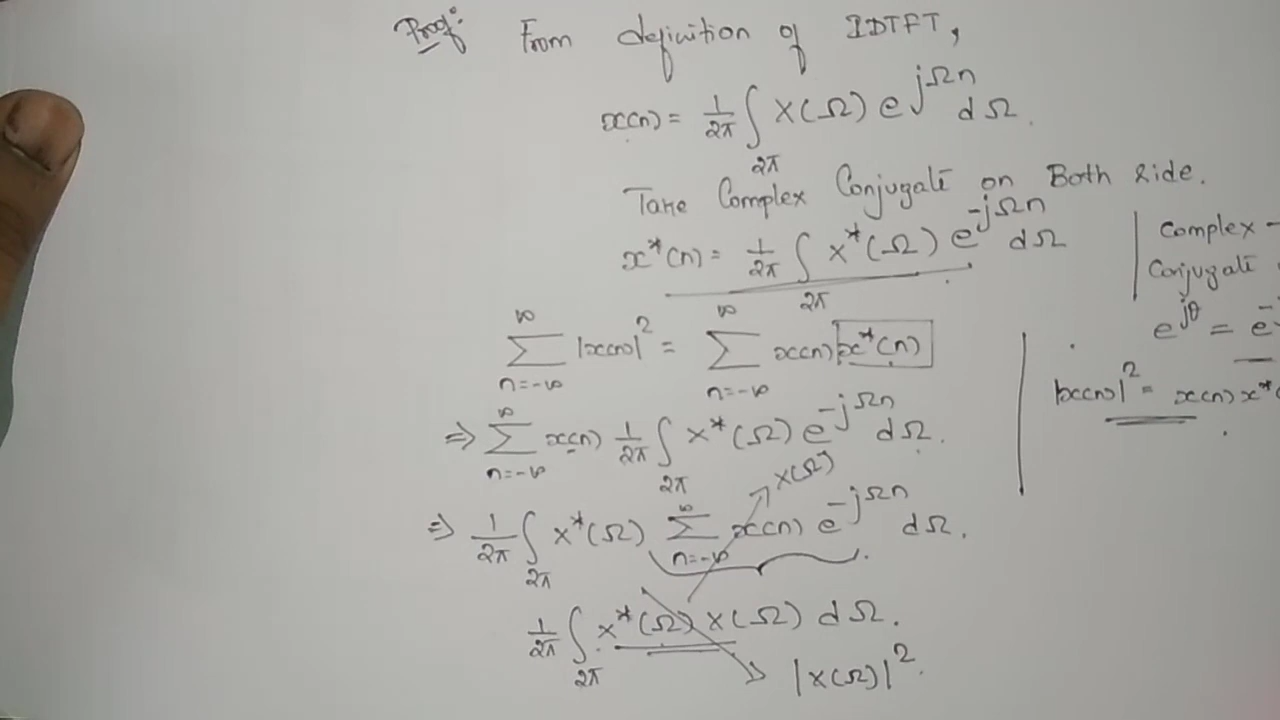 Proof: From definition of IDTFT,
x(n) = 1/2π ∫2π X(Ω) e^jΩn dΩ.
Take Complex Conjugate on Both Side.
x*(n) = 1/2π ∫2π X*(Ω) e^-jΩn dΩ
Complex -
Conjugate
e^jθ = e^-
∑n=-∞^∞ |x(n)|^2 = ∑n=-∞^∞ x(n) x*(n)
|x(n)|^2 = x(n) x*(
=> ∑n=-∞^∞ x(n) 1/2π ∫2π X*(Ω) e^-jΩn dΩ.
X(Ω)
=> 1/2π ∫2π X*(Ω) ∑n=-∞^∞ x(n) e^-jΩn dΩ.
1/2π ∫2π X*(Ω) X(Ω) dΩ.
|X(Ω)|^2.